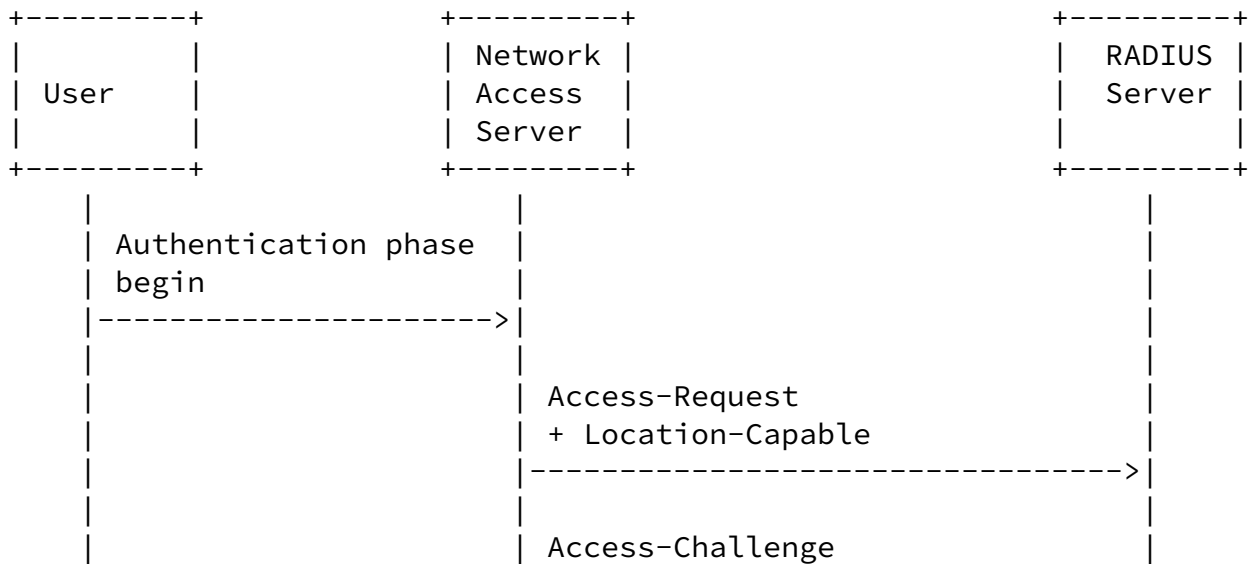 Network
RADIUS
User
Access
Server
Server
Authentication phase
begin
Access-Request
+ Location-Capable
Access-Challenge